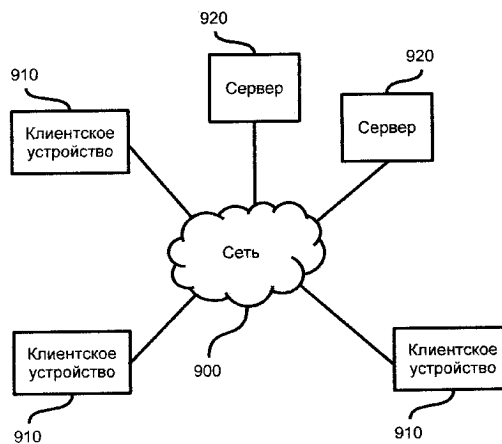 920
920
910
Сервер
Сервер
Клиентское
устройство
Сеть
900
Клиентское
устройство
910
Клиентское
устройство
910